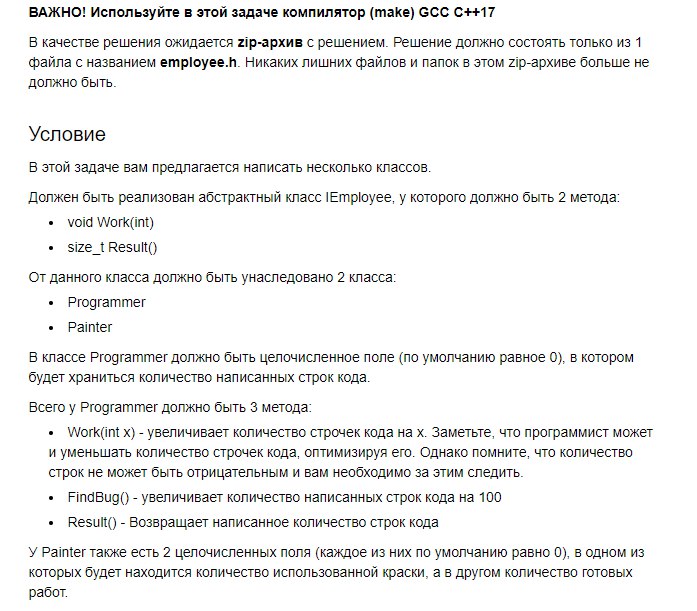 ВАЖНО! Используйте в этой задаче компилятор (make) GCC C++17
В качестве решения ожидается zip-архив с решением. Решение должно состоять только из 1
файла с названием employee.h. Никаких лишних файлов и папок в этом zip-архиве больше не
должно быть.
Условие
В этой задаче вам предлагается написать несколько классов.
Должен быть реализован абстрактный класс IEmployee, у которого должно быть 2 метода:
• void Work(int)
• size_t Result()
От данного класса должно быть унаследовано 2 класса:
• Programmer
• Painter
В классе Programmer должно быть целочисленное поле (по умолчанию равное 0), в котором
будет храниться количество написанных строк кода.
Всего у Programmer должно быть 3 метода:
• Work(int x) - увеличивает количество строчек кода на x. Заметьте, что программист может
и уменьшать количество строчек кода, оптимизируя его. Однако помните, что количество
строк не может быть отрицательным и вам необходимо за этим следить.
• FindBug() - увеличивает количество написанных строк кода на 100
• Result() - Возвращает написанное количество строк кода
У Painter также есть 2 целочисленных поля (каждое из них по умолчанию равно 0), в одном из
которых будет находится количество использованной краски, а в другом количество готовых
работ.